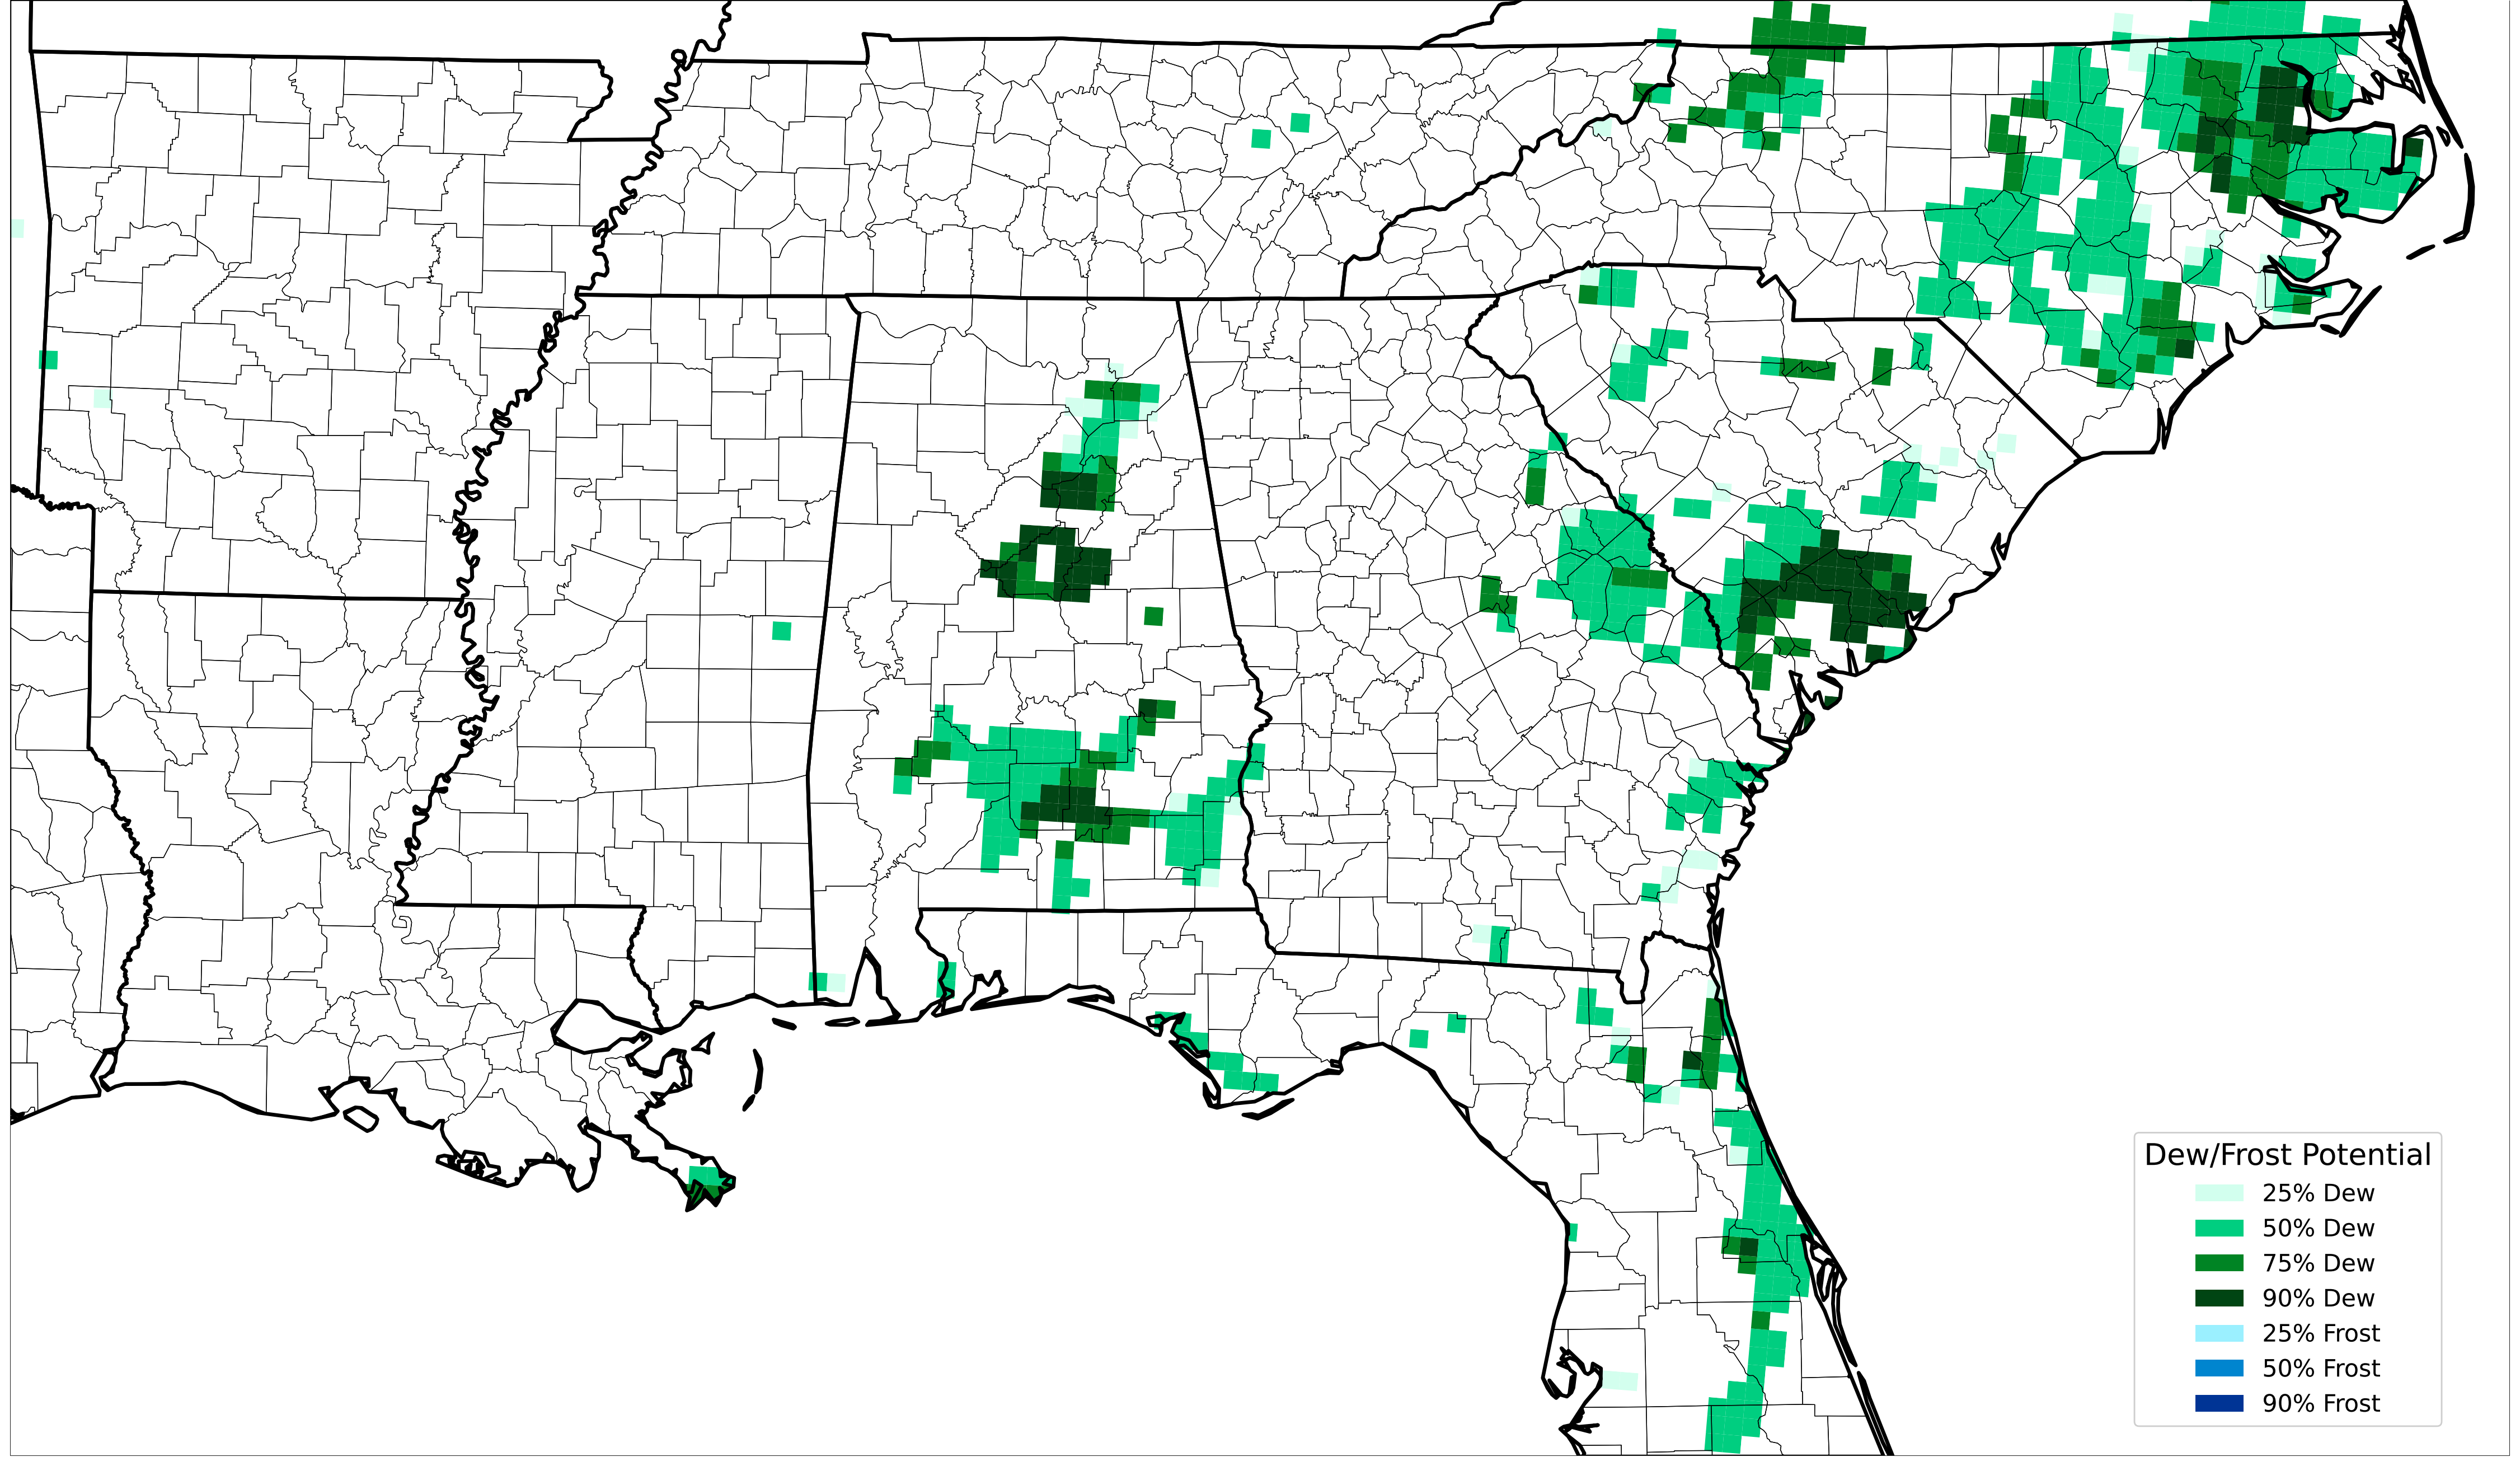 Dew/Frost Potential
25% Dew
50% Dew
75% Dew
90% Dew
25% Frost
50% Frost
90% Frost